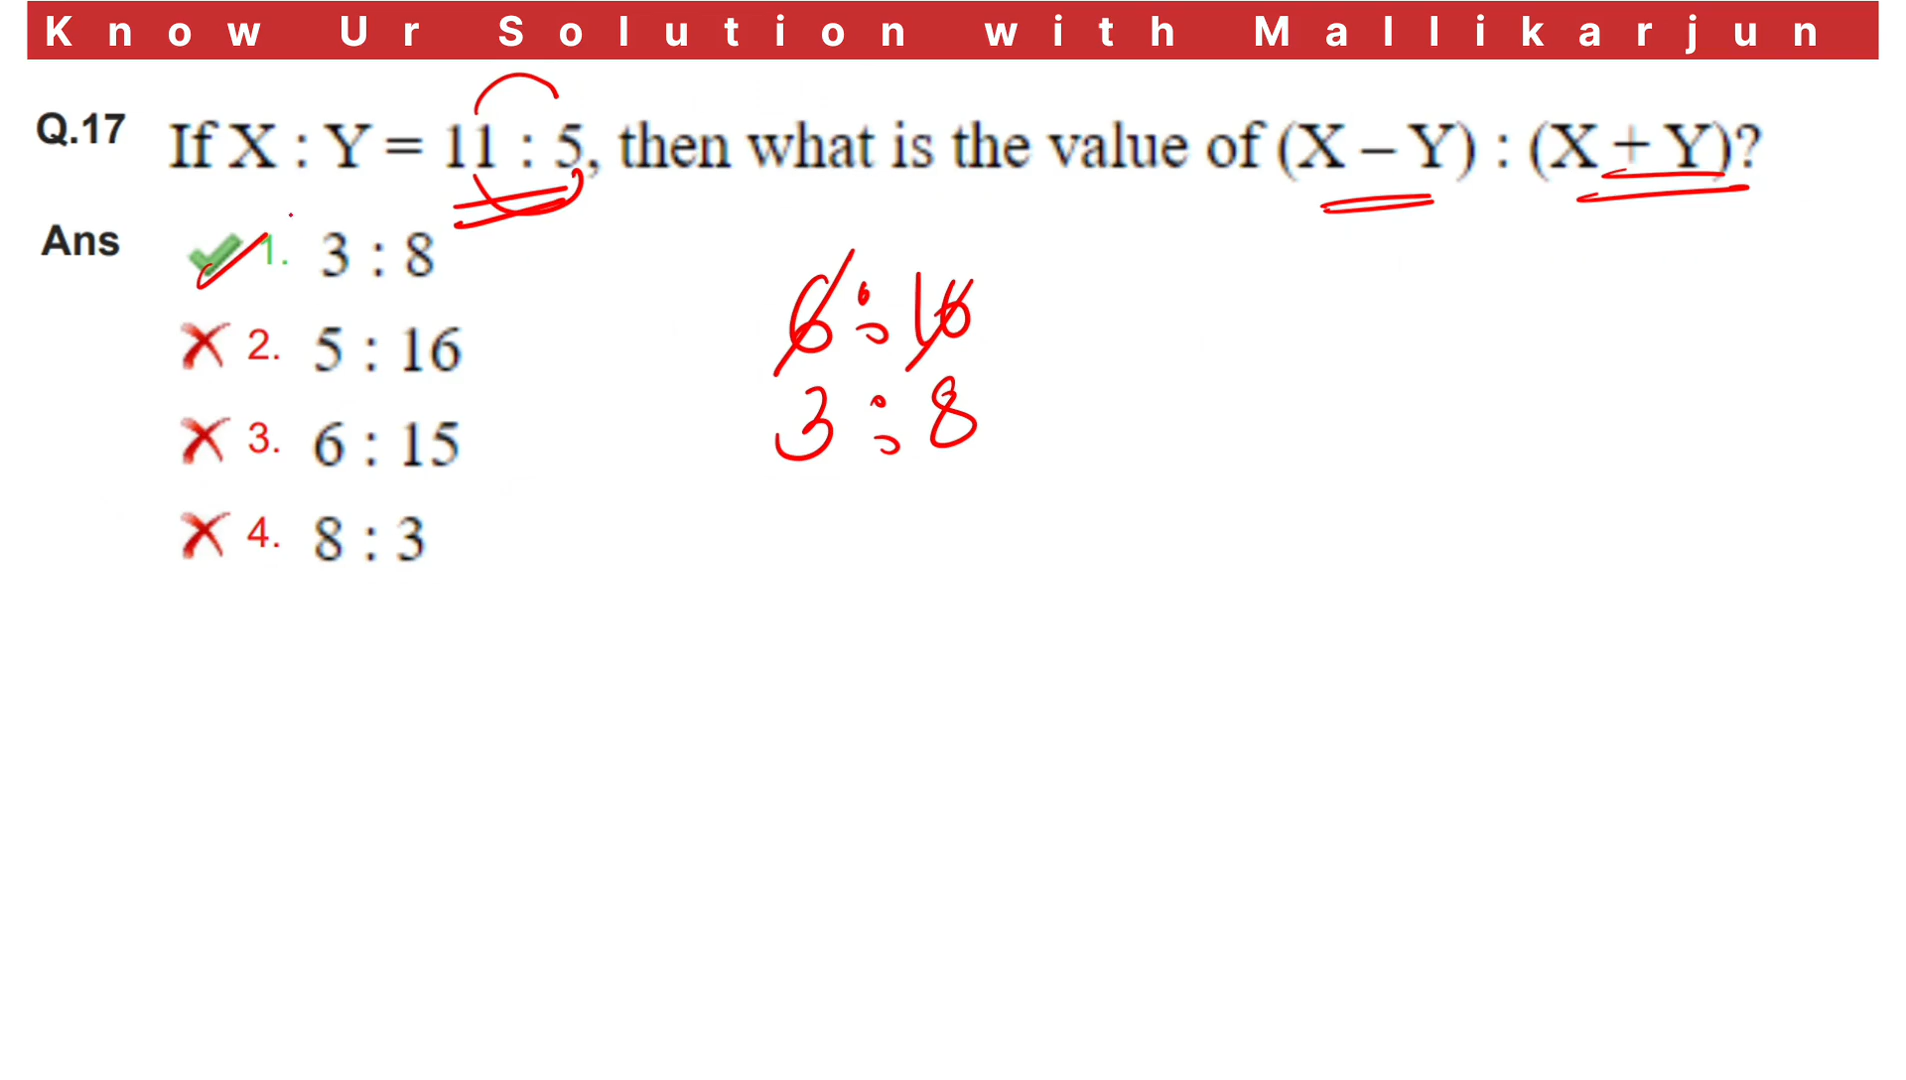 Know Ur Solution with Mallikarjun
Q.17 If X : Y = 11 : 5, then what is the value of (X – Y) : (X + Y)?
Ans 1. 3 : 8
2. 5 : 16
3. 6 : 15
4. 8 : 3
6 : 16
3 : 8